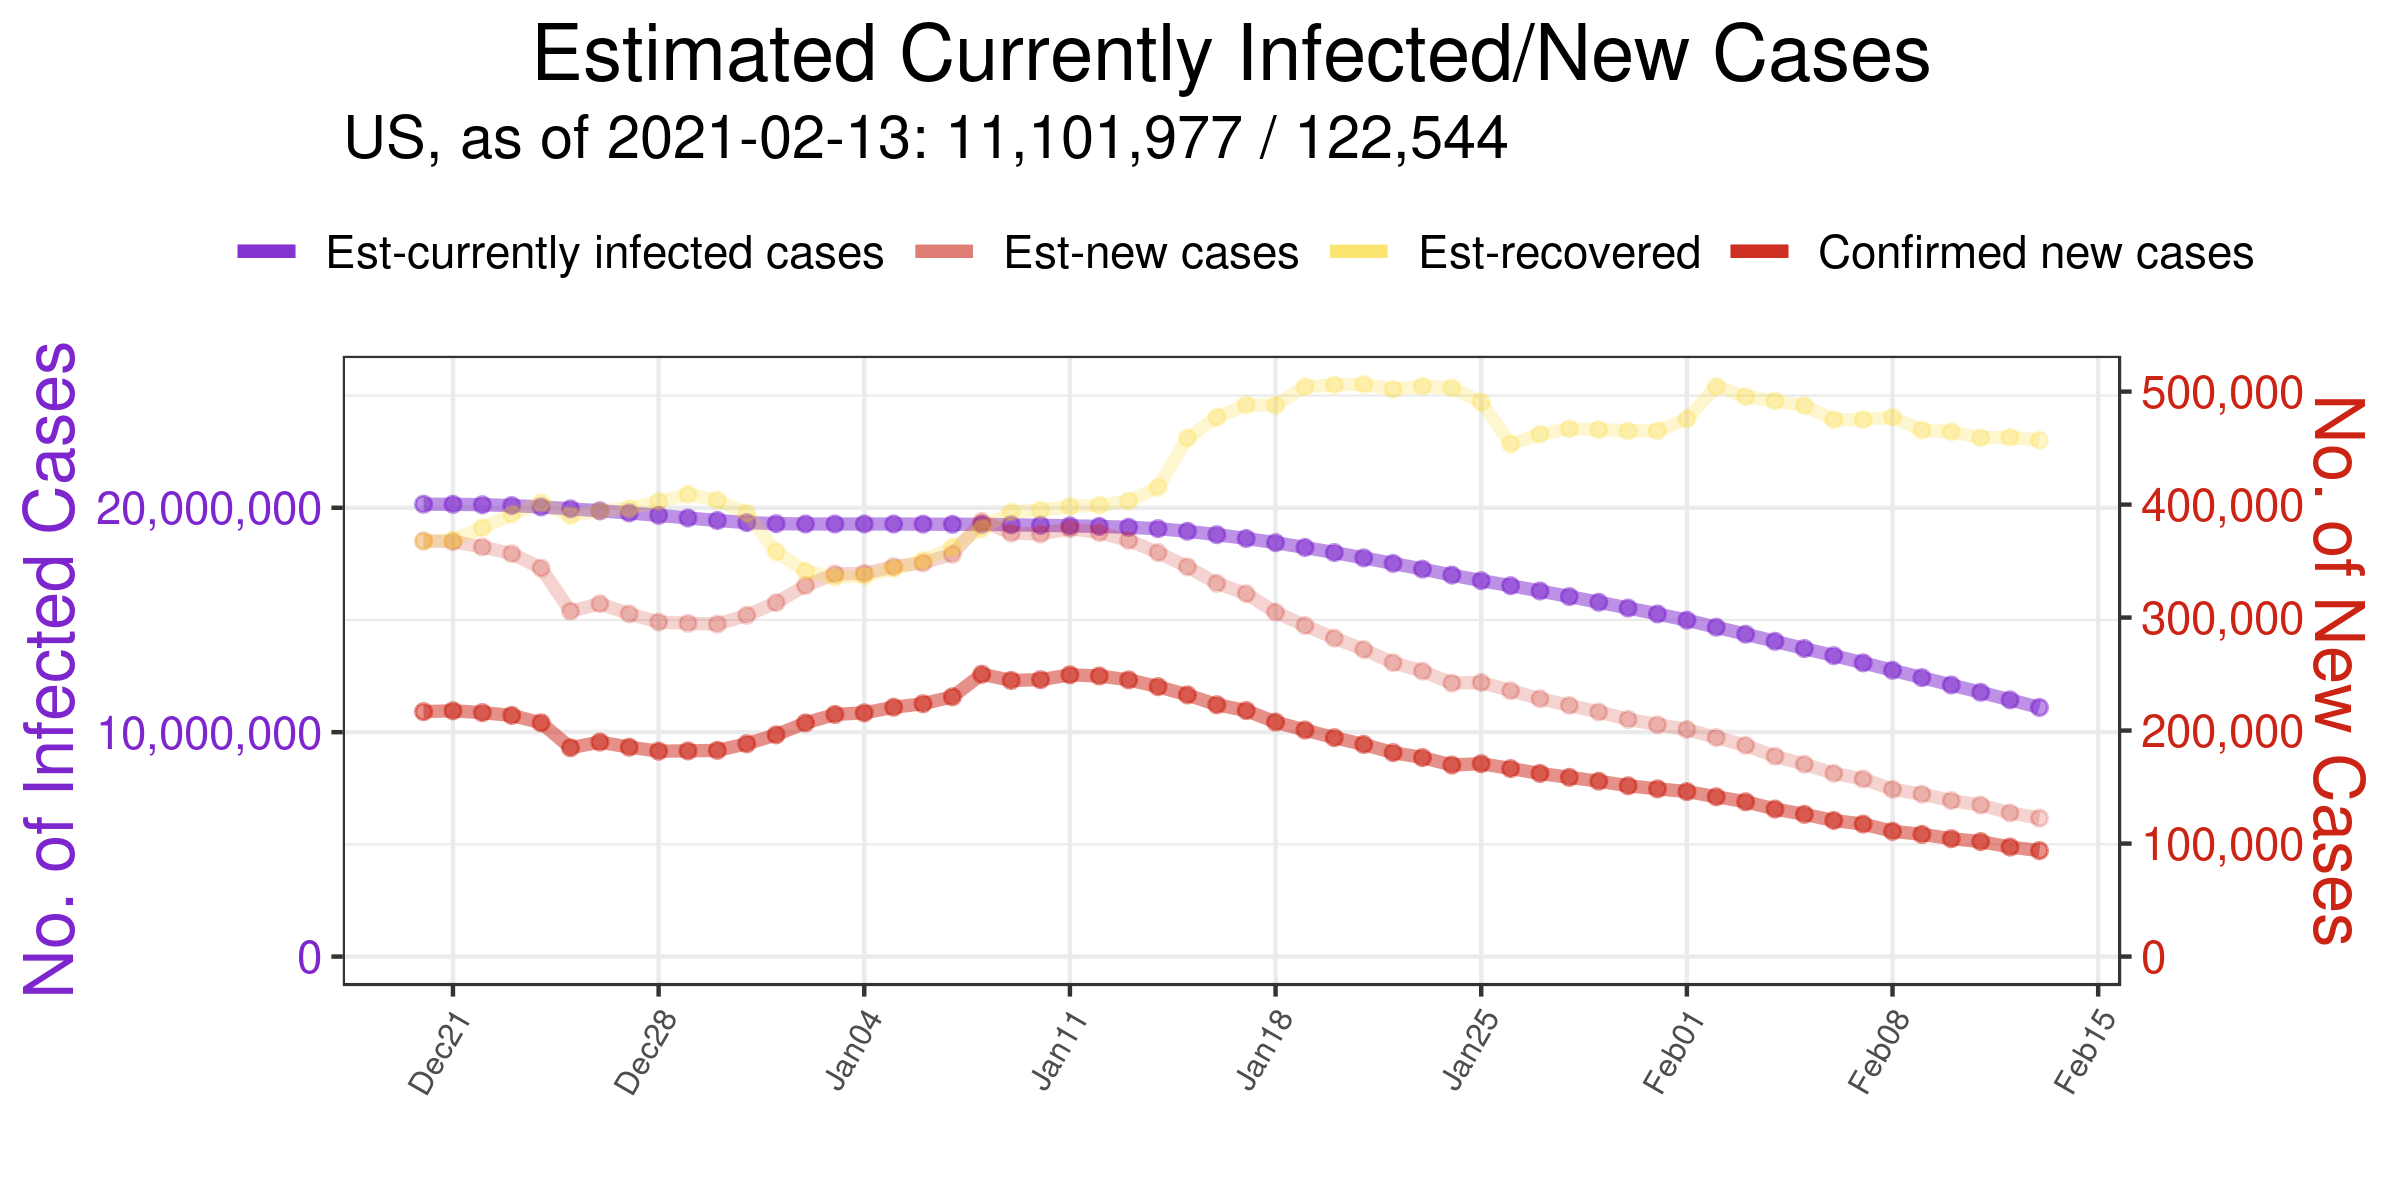 Estimated Currently Infected/New Cases
US, as of 2021-02-13: 11,101,977 / 122,544
Est-currently infected cases Est-new cases Est-recovered Confirmed new cases
No. of Infected Cases
20,000,000
10,000,000
0
500,000
400,000
300,000
200,000
100,000
0
No. of New Cases
Dec21 Dec28 Jan04 Jan11 Jan18 Jan25 Feb01 Feb08 Feb15